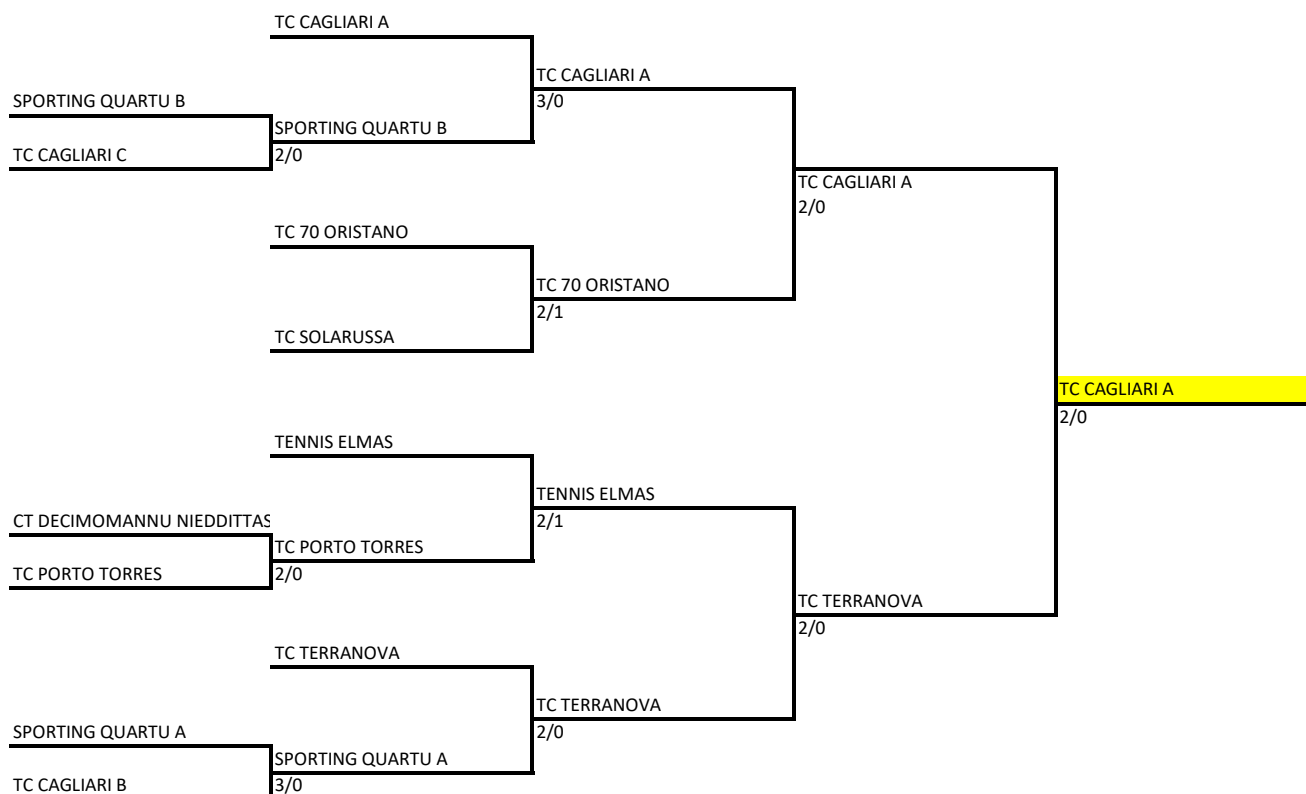 TC CAGLIARI A
TC CAGLIARI A
SPORTING QUARTU B
3/0
SPORTING QUARTU B
TC CAGLIARI C
2/0
TC CAGLIARI A
2/0
TC 70 ORISTANO
TC 70 ORISTANO
2/1
TC SOLARUSSA
TC CAGLIARI A
2/0
TENNIS ELMAS
TENNIS ELMAS
CT DECIMOMANNU NIEDDITTAS
2/1
TC PORTO TORRES
TC PORTO TORRES
2/0
TC TERRANOVA
2/0
TC TERRANOVA
TC TERRANOVA
SPORTING QUARTU A
2/0
SPORTING QUARTU A
TC CAGLIARI B
3/0